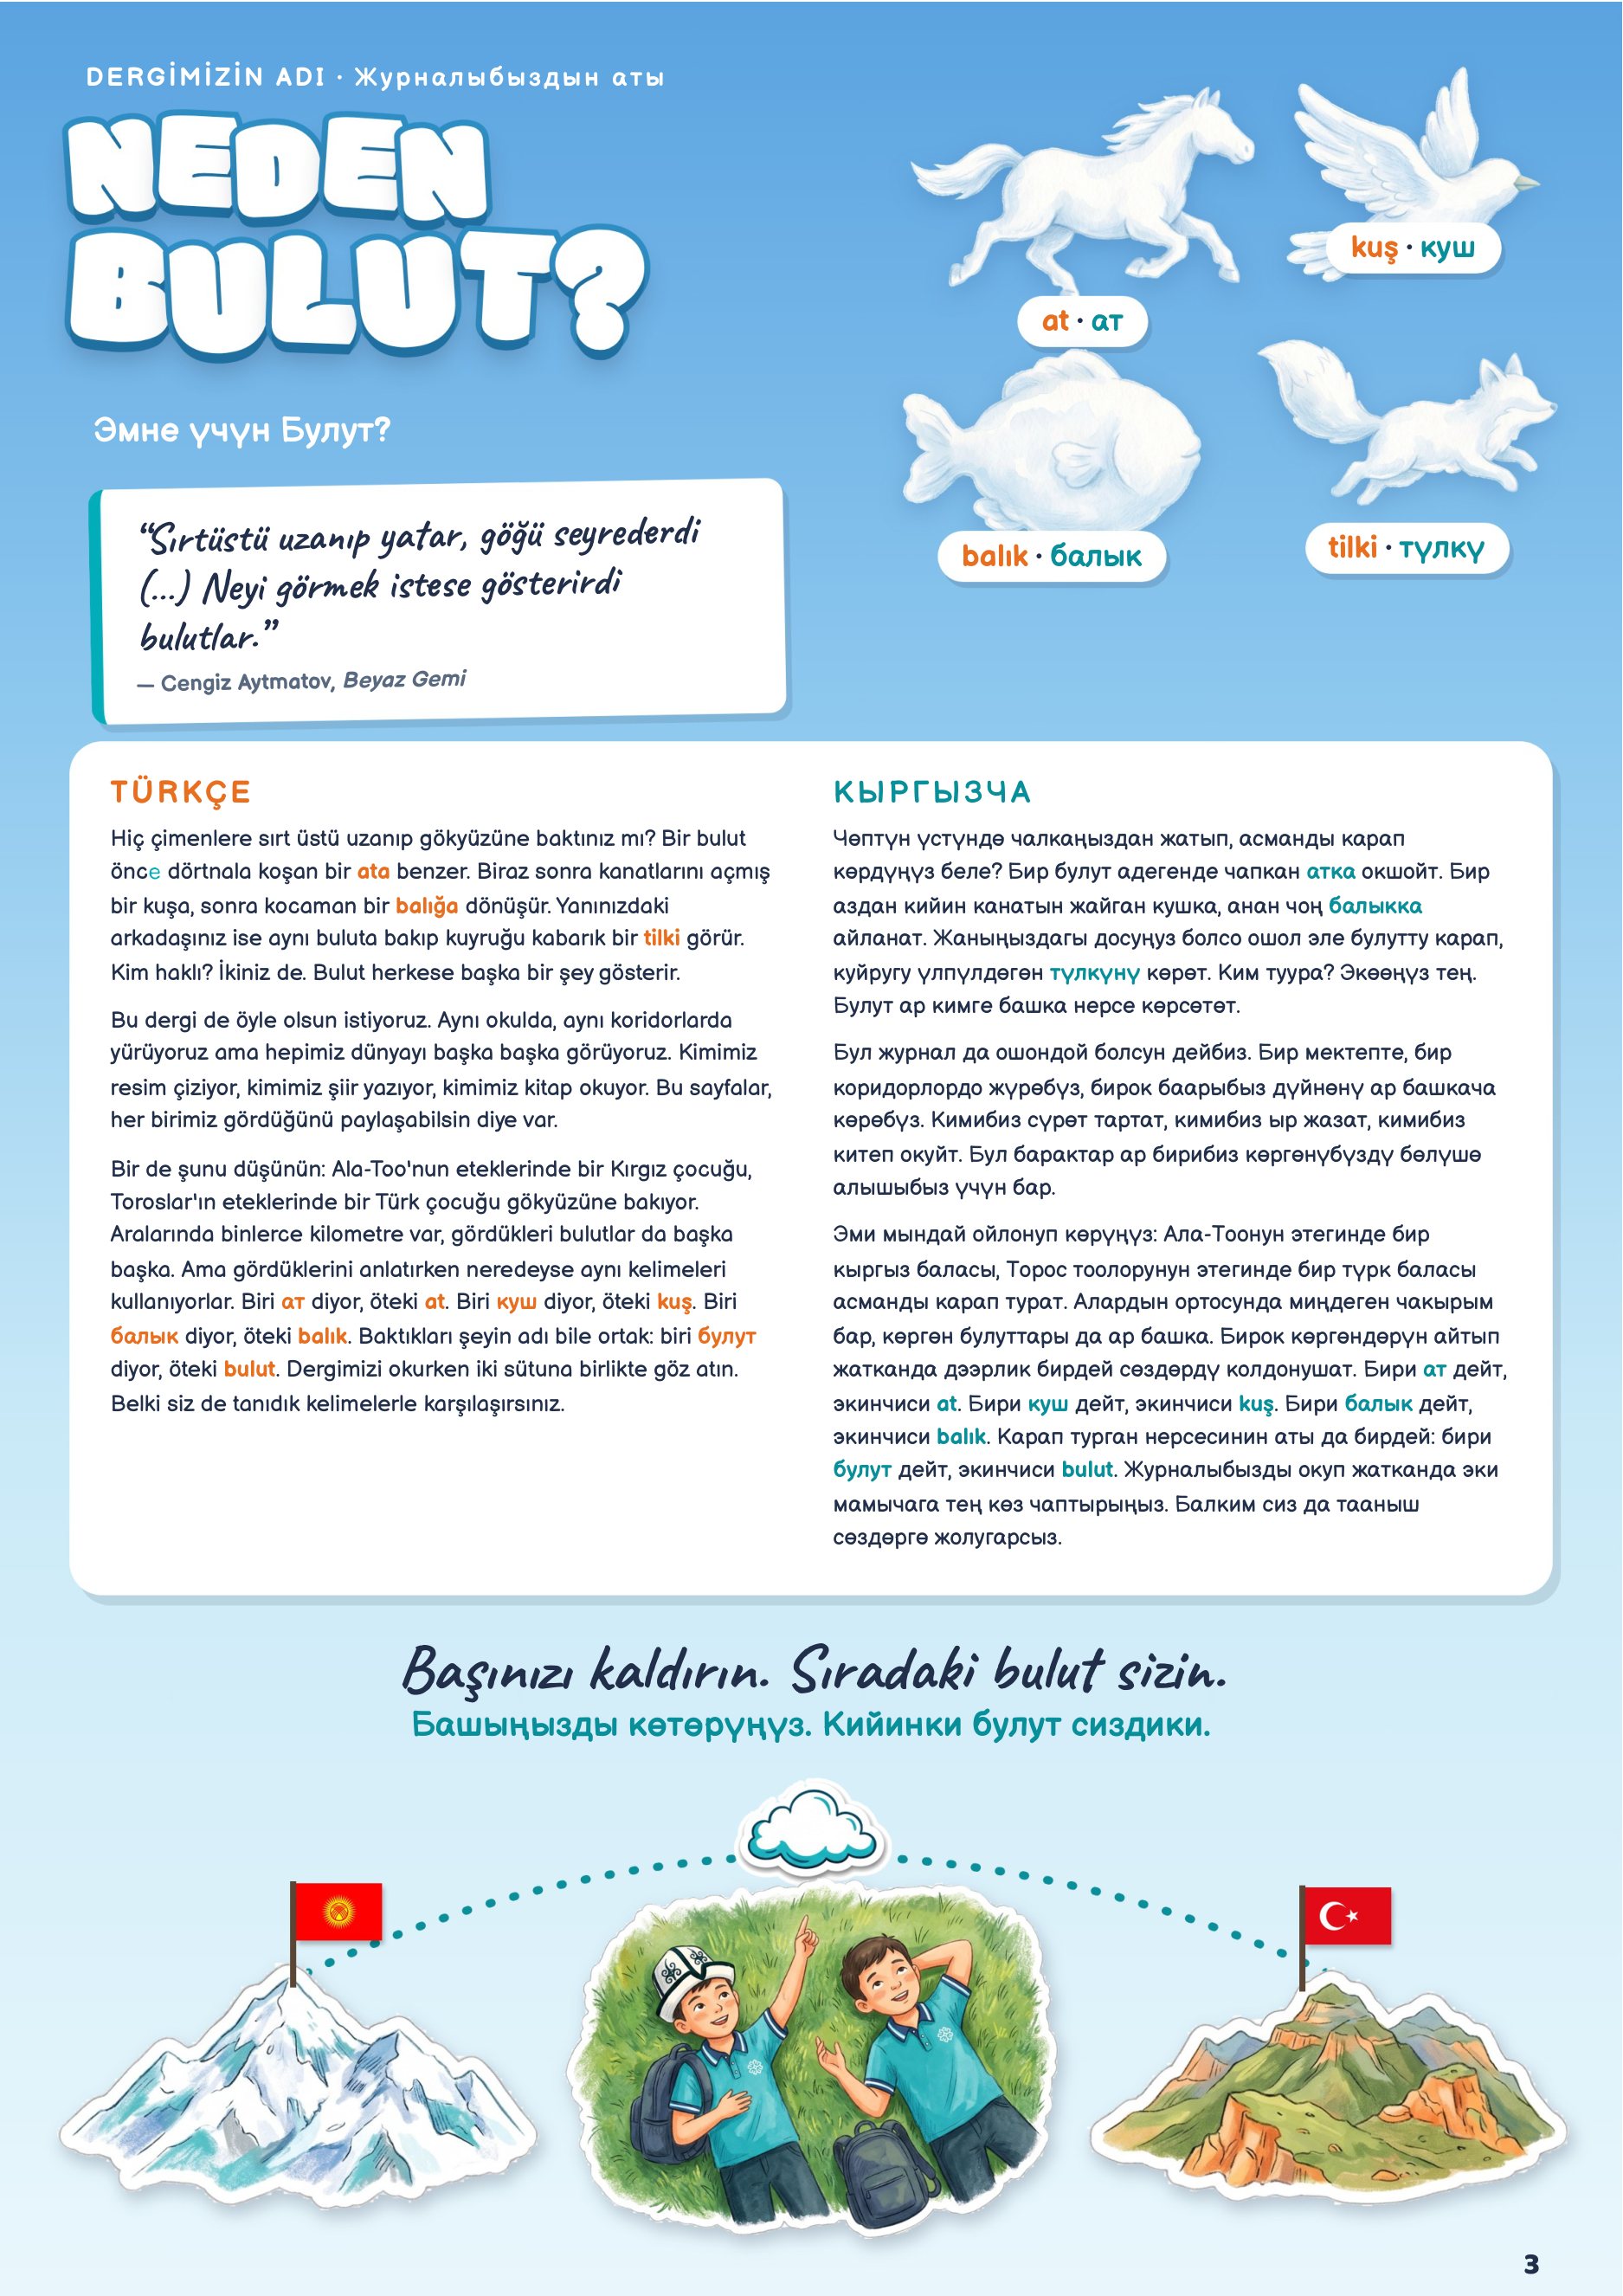 DERGİMİZİN ADI · Журналыбыздын аты
NEDEN
BULUT?
Эмне үчүн Булут?
at · ат
kuş · куш
balık · балык
tilki · түлкү
“Sırtüstü uzanıp yatar, göğü seyrederdi
(...) Neyi görmek istese gösterirdi
bulutlar.”
— Cengiz Aytmatov, Beyaz Gemi
TÜRKÇE
Hiç çimenlere sırt üstü uzanıp gökyüzüne baktınız mı? Bir bulut
önce dörtnala koşan bir ata benzer. Biraz sonra kanatlarını açmış
bir kuşa, sonra kocaman bir balığa dönüşür. Yanınızdaki
arkadaşınız ise aynı buluta bakıp kuyruğu kabarık bir tilki görür.
Kim haklı? İkiniz de. Bulut herkese başka bir şey gösterir.
Bu dergi de öyle olsun istiyoruz. Aynı okulda, aynı koridorlarda
yürüyoruz ama hepimiz dünyayı başka başka görüyoruz. Kimimiz
resim çiziyor, kimimiz şiir yazıyor, kimimiz kitap okuyor. Bu sayfalar,
her birimiz gördüğünü paylaşabilsin diye var.
Bir de şunu düşünün: Ala-Too'nun eteklerinde bir Kırgız çocuğu,
Toroslar'ın eteklerinde bir Türk çocuğu gökyüzüne bakıyor.
Aralarında binlerce kilometre var, gördükleri bulutlar da başka
başka. Ama gördüklerini anlatırken neredeyse aynı kelimeleri
kullanıyorlar. Biri ат diyor, öteki at. Biri куш diyor, öteki kuş. Biri
балык diyor, öteki balık. Baktıkları şeyin adı bile ortak: biri булут
diyor, öteki bulut. Dergimizi okurken iki sütuna birlikte göz atın.
Belki siz de tanıdık kelimelerle karşılaşırsınız.
КЫРГЫЗЧА
Чөптүн үстүндө чалкаңыздан жатып, асманды карап
көрдүңүз беле? Бир булут адегенде чапкан атка окшойт. Бир
аздан кийин канатын жайган кушка, анан чоң балыкка
айланат. Жаныңыздагы досуңуз болсо ошол эле булутту карап,
куйругу үлпүлдөгөн түлкүнү көрөт. Ким туура? Экөөңүз тең.
Булут ар кимге башка нерсе көрсөтөт.
Бул журнал да ошондой болсун дейбиз. Бир мектепте, бир
коридорлордо жүрөбүз, бирок баарыбыз дүйнөнү ар башкача
көрөбүз. Кимибиз сүрөт тартат, кимибиз ыр жазат, кимибиз
китеп окуйт. Бул барактар ар бирибиз көргөнүбүздү бөлүшө
алышыбыз үчүн бар.
Эми мындай ойлонуп көрүңүз: Ала-Тоонун этегинде бир
кыргыз баласы, Торос тоолорунун этегинде бир түрк баласы
асманды карап турат. Алардын ортосунда миңдеген чакырым
бар, көргөн булуттары да ар башка. Бирок көргөндөрүн айтып
жатканда дээрлик бирдей сөздөрдү колдонушат. Бири ат дейт,
экинчиси at. Бири куш дейт, экинчиси kuş. Бири балык дейт,
экинчиси balık. Карап турган нерсесинин аты да бирдей: бири
булут дейт, экинчиси bulut. Журналыбызды окуп жатканда эки
мамычага тең көз чаптырыңыз. Балким сиз да тааныш
сөздөргө жолугарсыз.
Başınızı kaldırın. Sıradaki bulut sizin.
Башыңызды көтөрүңүз. Кийинки булут сиздики.
3